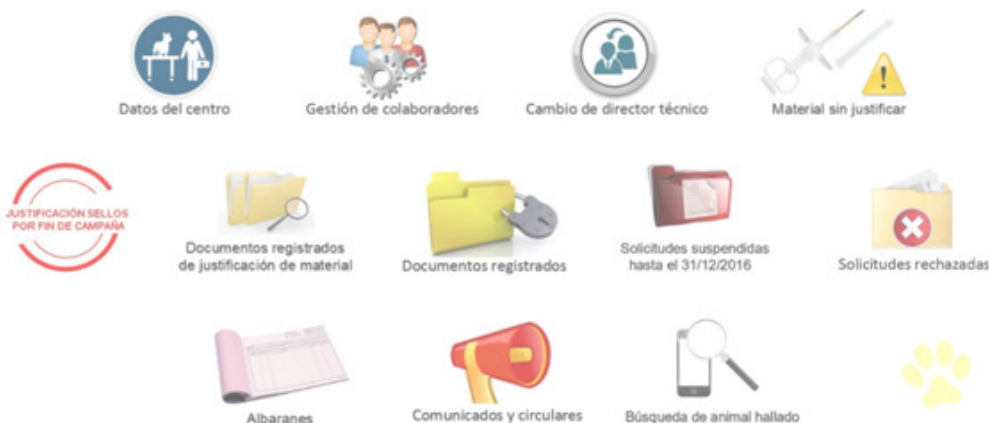 Datos del centro
Gestión de colaboradores
Cambio de director técnico
Material sin justificar
JUSTIFICACIÓN SELLOS
POR FIN DE CAMPAÑA
Documentos registrados
de justificación de material
Documentos registrados
Solicitudes suspendidas
hasta el 31/12/2016
Solicitudes rechazadas
Albaranes
Comunicados y circulares
Búsqueda de animal hallado